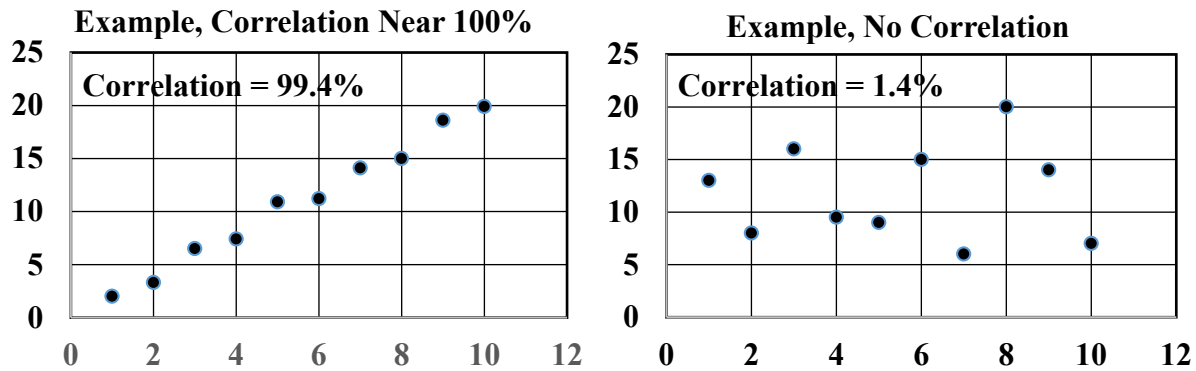 Example, Correlation Near 100%
25
20
15
10
5
0
Correlation = 99.4%
0 2 4 6 8 10 12
Example, No Correlation
25
20
15
10
5
0
Correlation = 1.4%
0 2 4 6 8 10 12